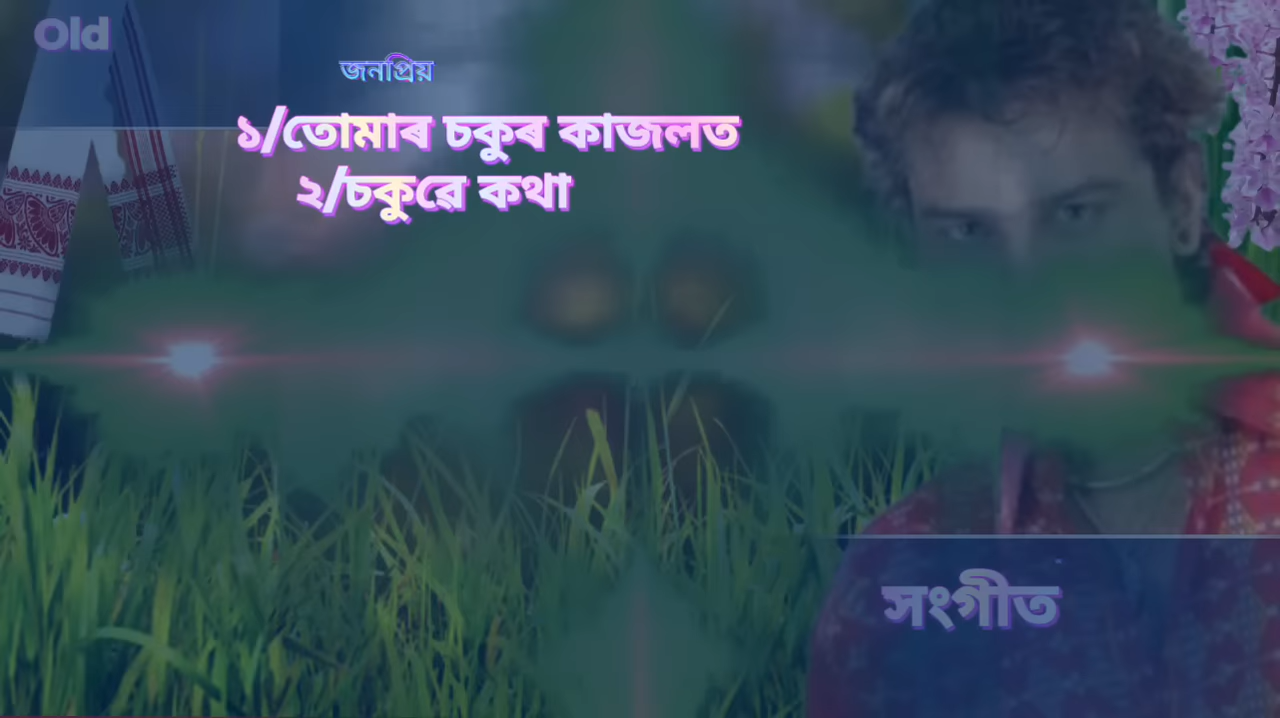 Old
জনপ্ৰিয়
১/তোমাৰ চকুৰ কাজলত
২/চকুৱে কথা
সংগীত